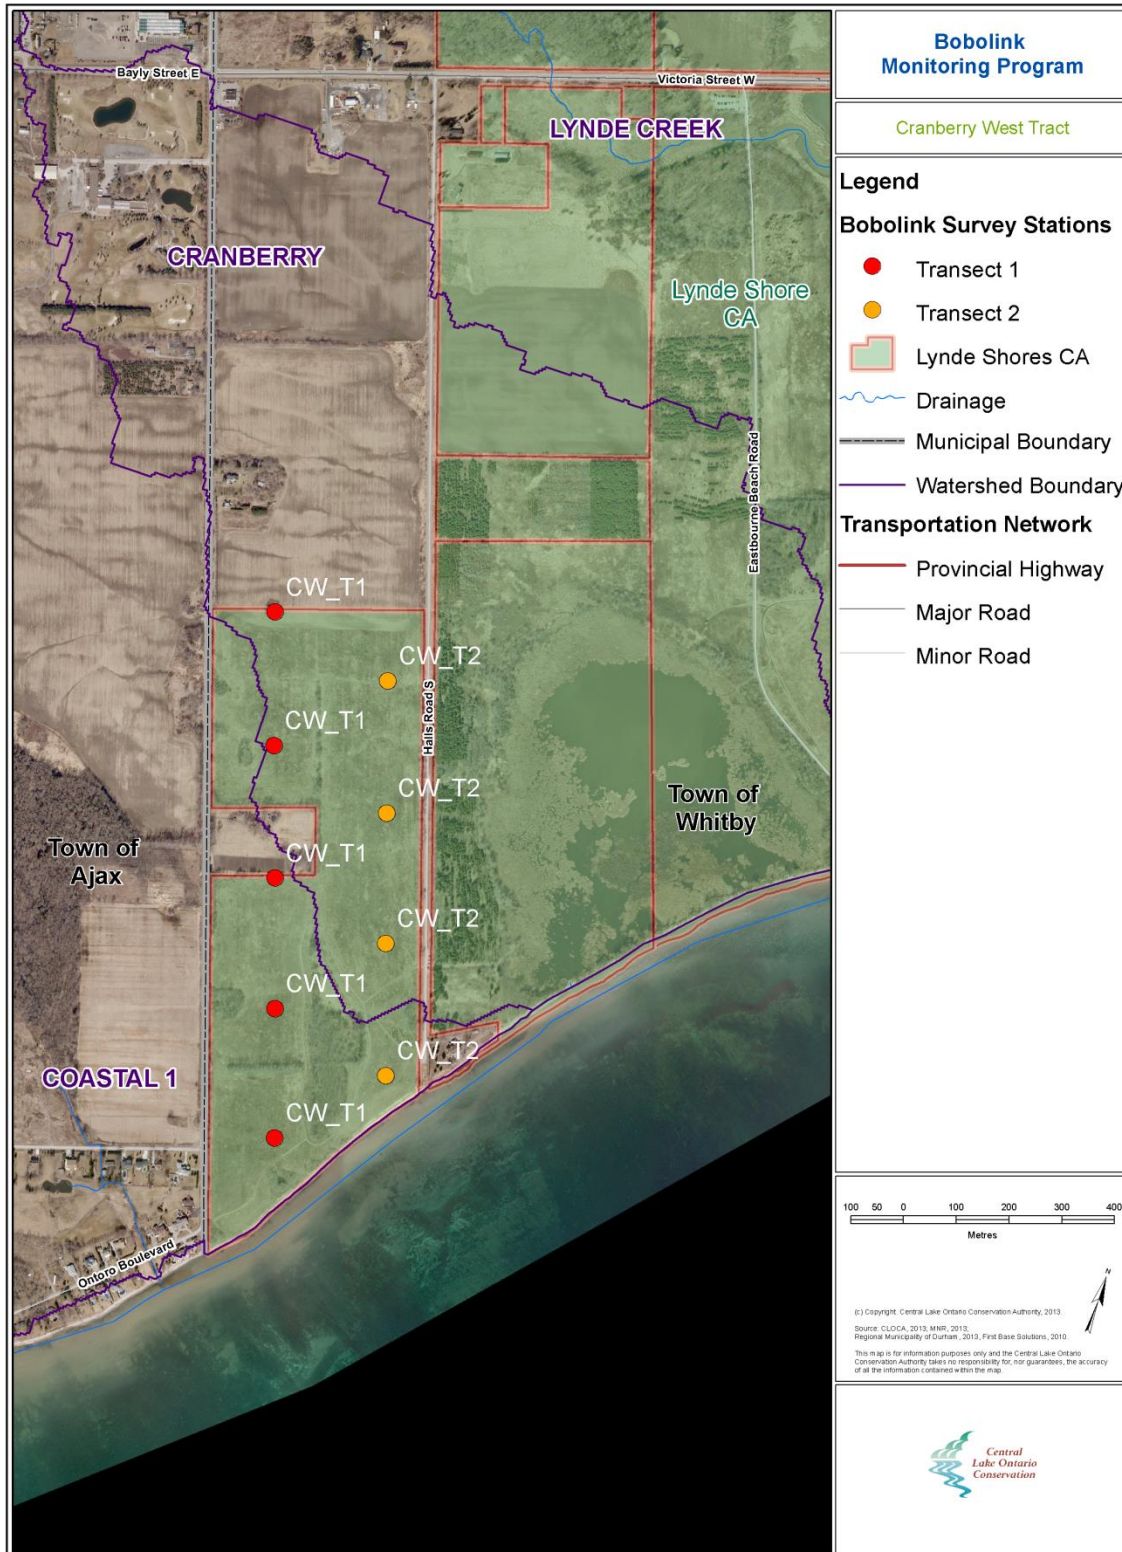 Bobolink
Monitoring Program
Cranberry West Tract
Legend
Bobolink Survey Stations
Transect 1
Transect 2
Lynde Shores CA
Drainage
Municipal Boundary
Watershed Boundary
Transportation Network
Provincial Highway
Major Road
Minor Road
100 50 0 100 200 300 400
Metres
N
(c) Copyright. Central Lake Ontario Conservation Authority, 2013.
Source: CLOCA, 2013; MNR, 2013;
Regional Municipality of Durham, 2013, First Base Solutions, 2010.
This map is for information purposes only and the Central Lake Ontario
Conservation Authority takes no responsibility for, nor guarantees, the accuracy
of all the information contained within the map.
Central
Lake Ontario
Conservation
Bayly Street E
Victoria Street W
LYNDE CREEK
CRANBERRY
Lynde Shore
CA
Eastbourne Beach Road
CW_T1
CW_T2
Halls Road S
CW_T1
CW_T2
Town of
Whitby
Town of
Ajax
CW_T1
CW_T2
CW_T1
CW_T2
COASTAL 1
CW_T1
Ontoro Boulevard